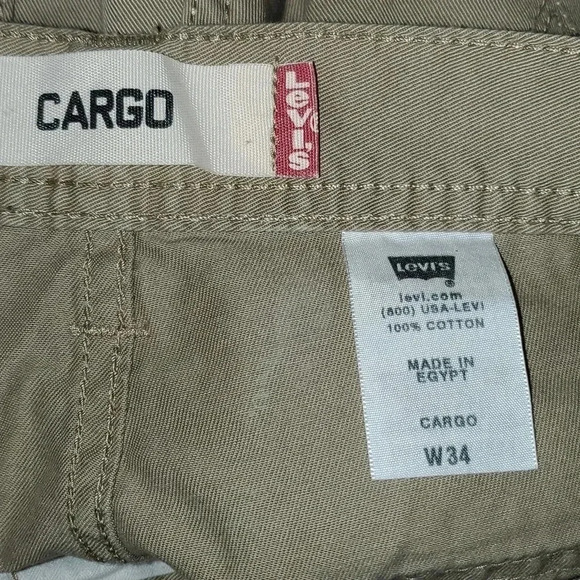 CARGO
Levi's
Levi's
®
levi.com
(800) USA-LEVI
100% COTTON
MADE IN
EGYPT
CARGO
W34